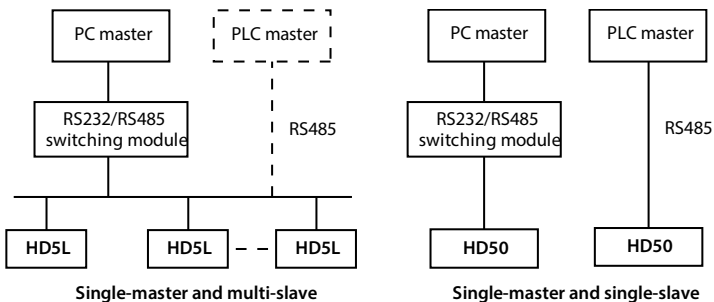 PC master
PLC master
PC master
PLC master
RS232/RS485
switching module
RS485
RS232/RS485
switching module
RS485
HD5L
HD5L
HD5L
HD50
HD50
Single-master and multi-slave
Single-master and single-slave